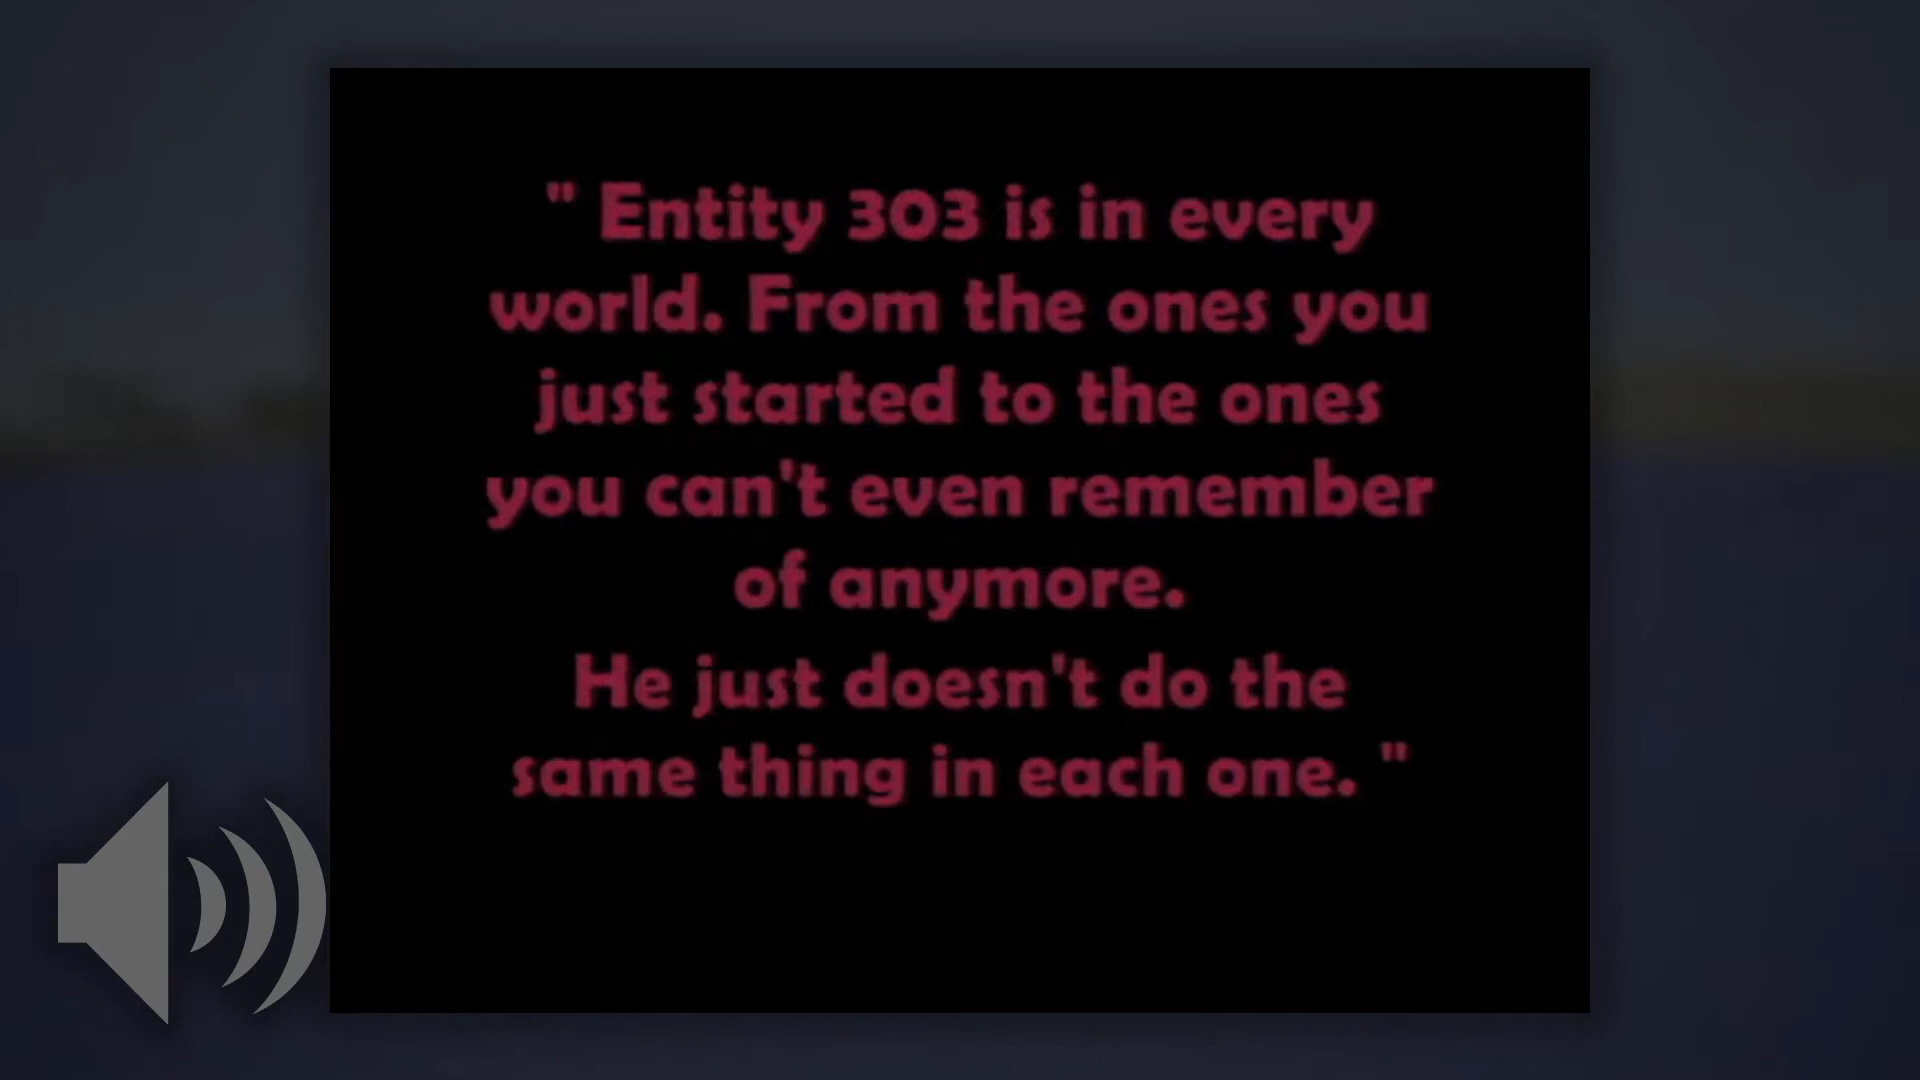 " Entity 303 is in every
world. From the ones you
just started to the ones
you can't even remember
of anymore.
He just doesn't do the
same thing in each one. "